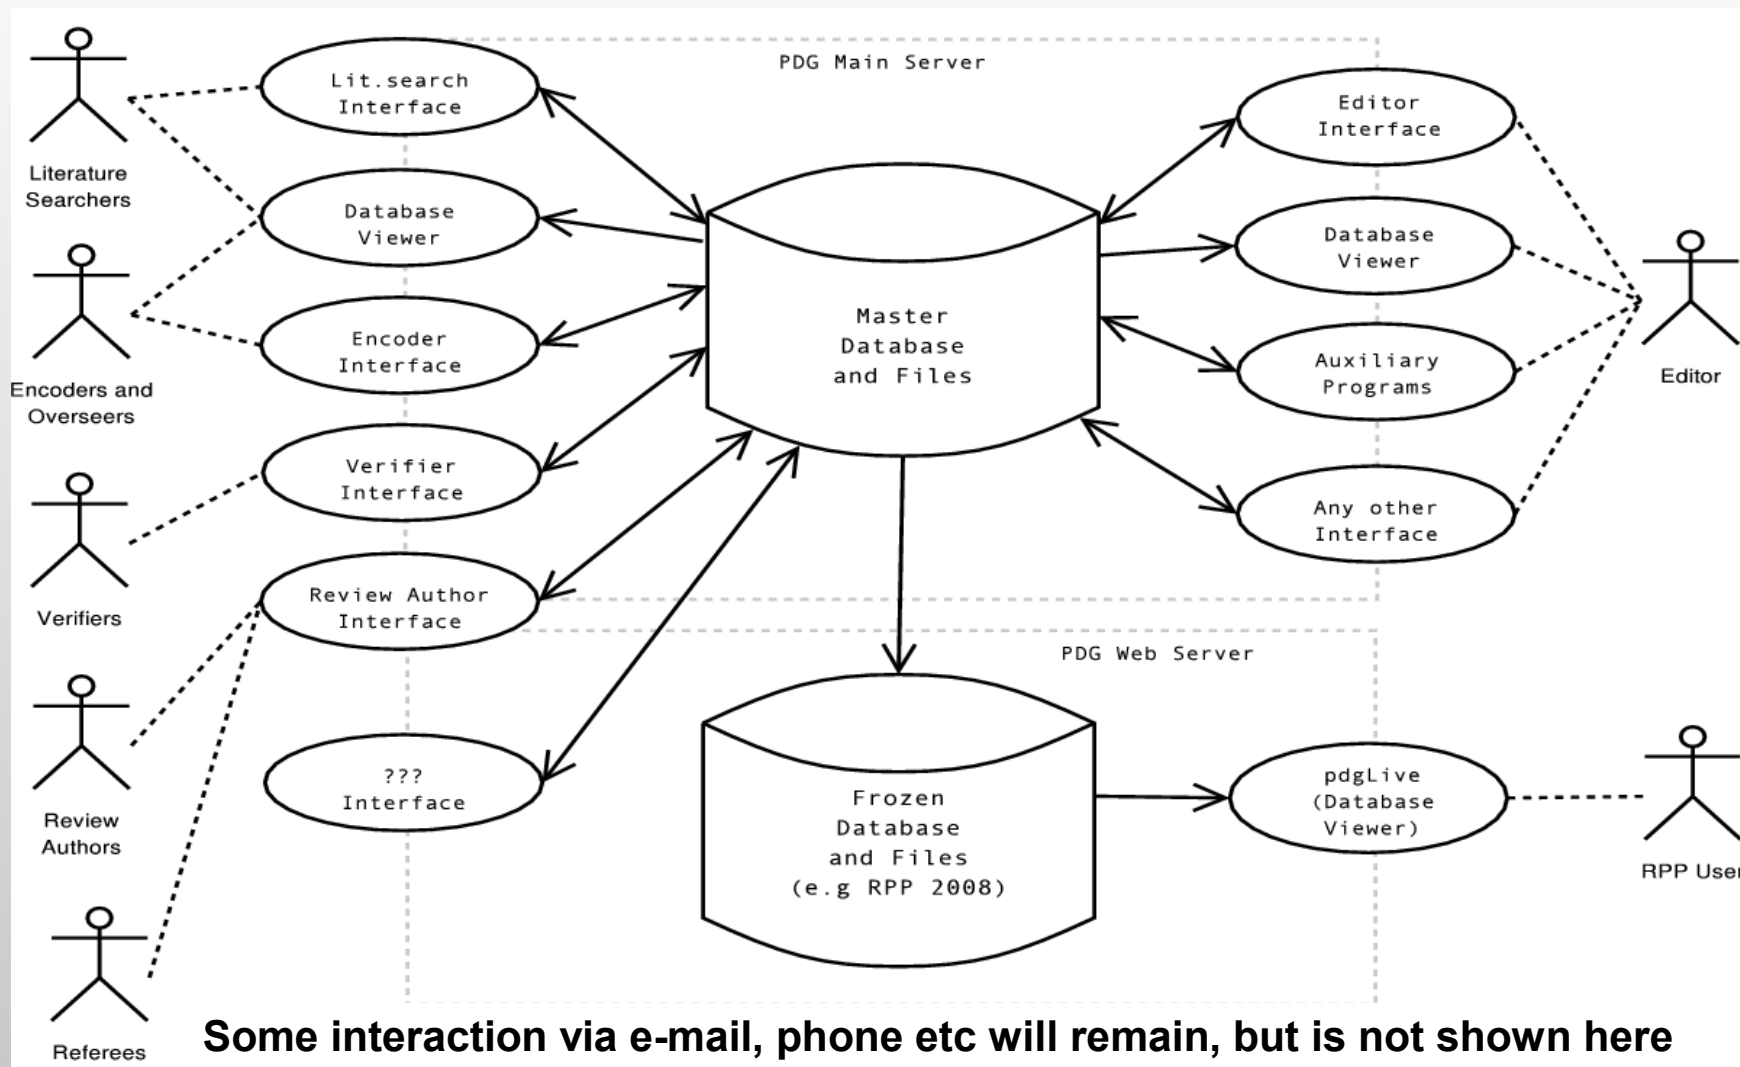 PDG Main Server
Lit.search
Interface
Literature
Searchers
Database
Viewer
Encoder
Interface
Encoders and
Overseers
Verifier
Interface
Verifiers
Review Author
Interface
Review
Authors
???
Interface
Referees
Master
Database
and Files
Editor
Interface
Database
Viewer
Auxiliary
Programs
Editor
Any other
Interface
PDG Web Server
Frozen
Database
and Files
(e.g RPP 2008)
pdgLive
(Database
Viewer)
RPP User
Some interaction via e-mail, phone etc will remain, but is not shown here